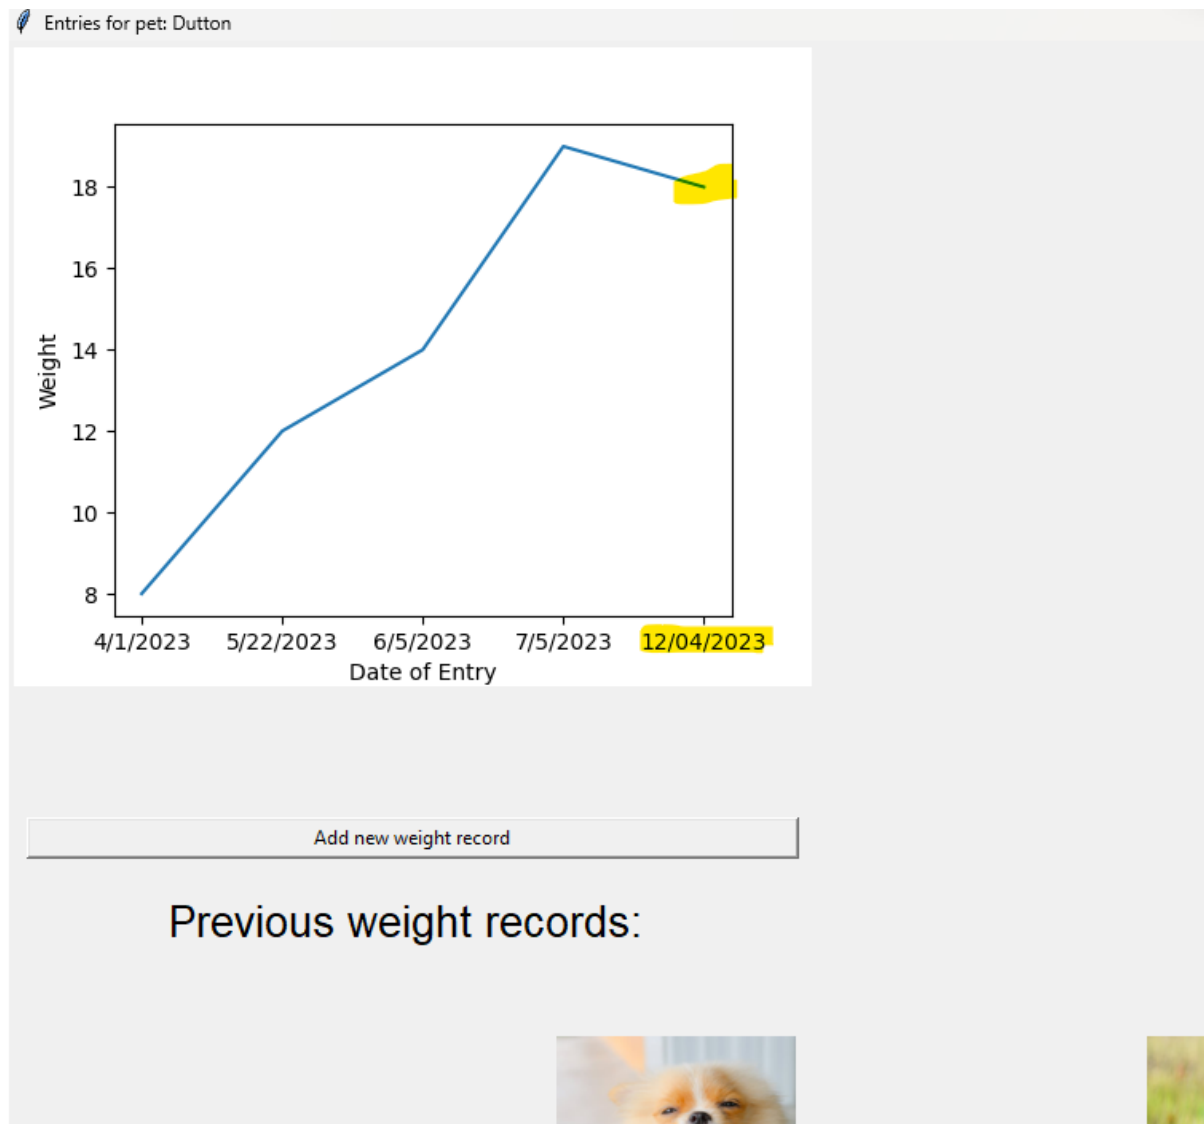 Entries for pet: Dutton
18
16
14
12
10
8
Weight
4/1/2023 5/22/2023 6/5/2023 7/5/2023 12/04/2023
Date of Entry
Add new weight record
Previous weight records: